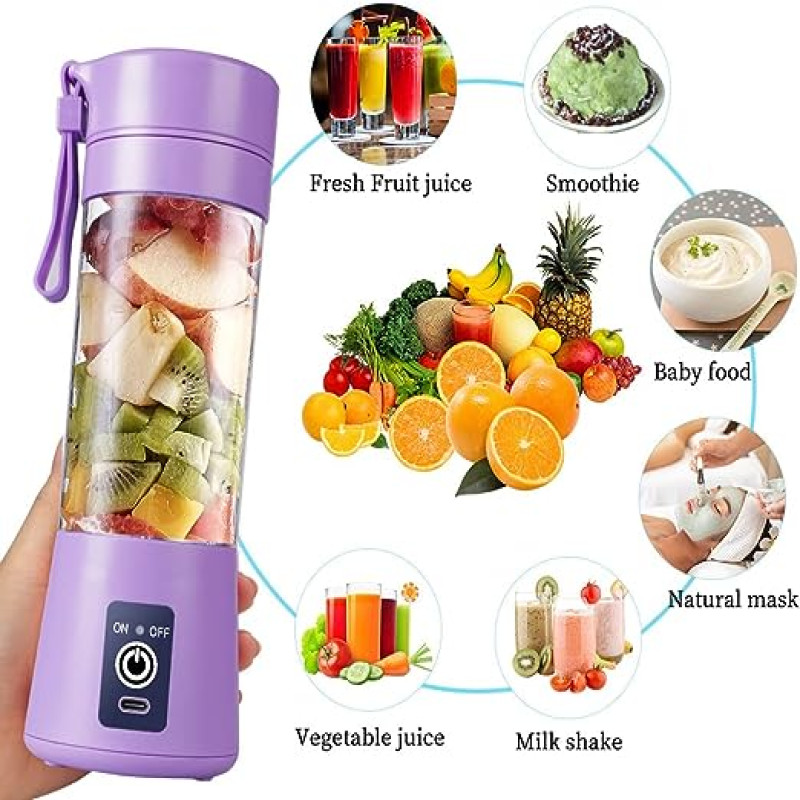 Fresh Fruit juice
Smoothie
Baby food
Natural mask
ON OFF
Vegetable juice
Milk shake